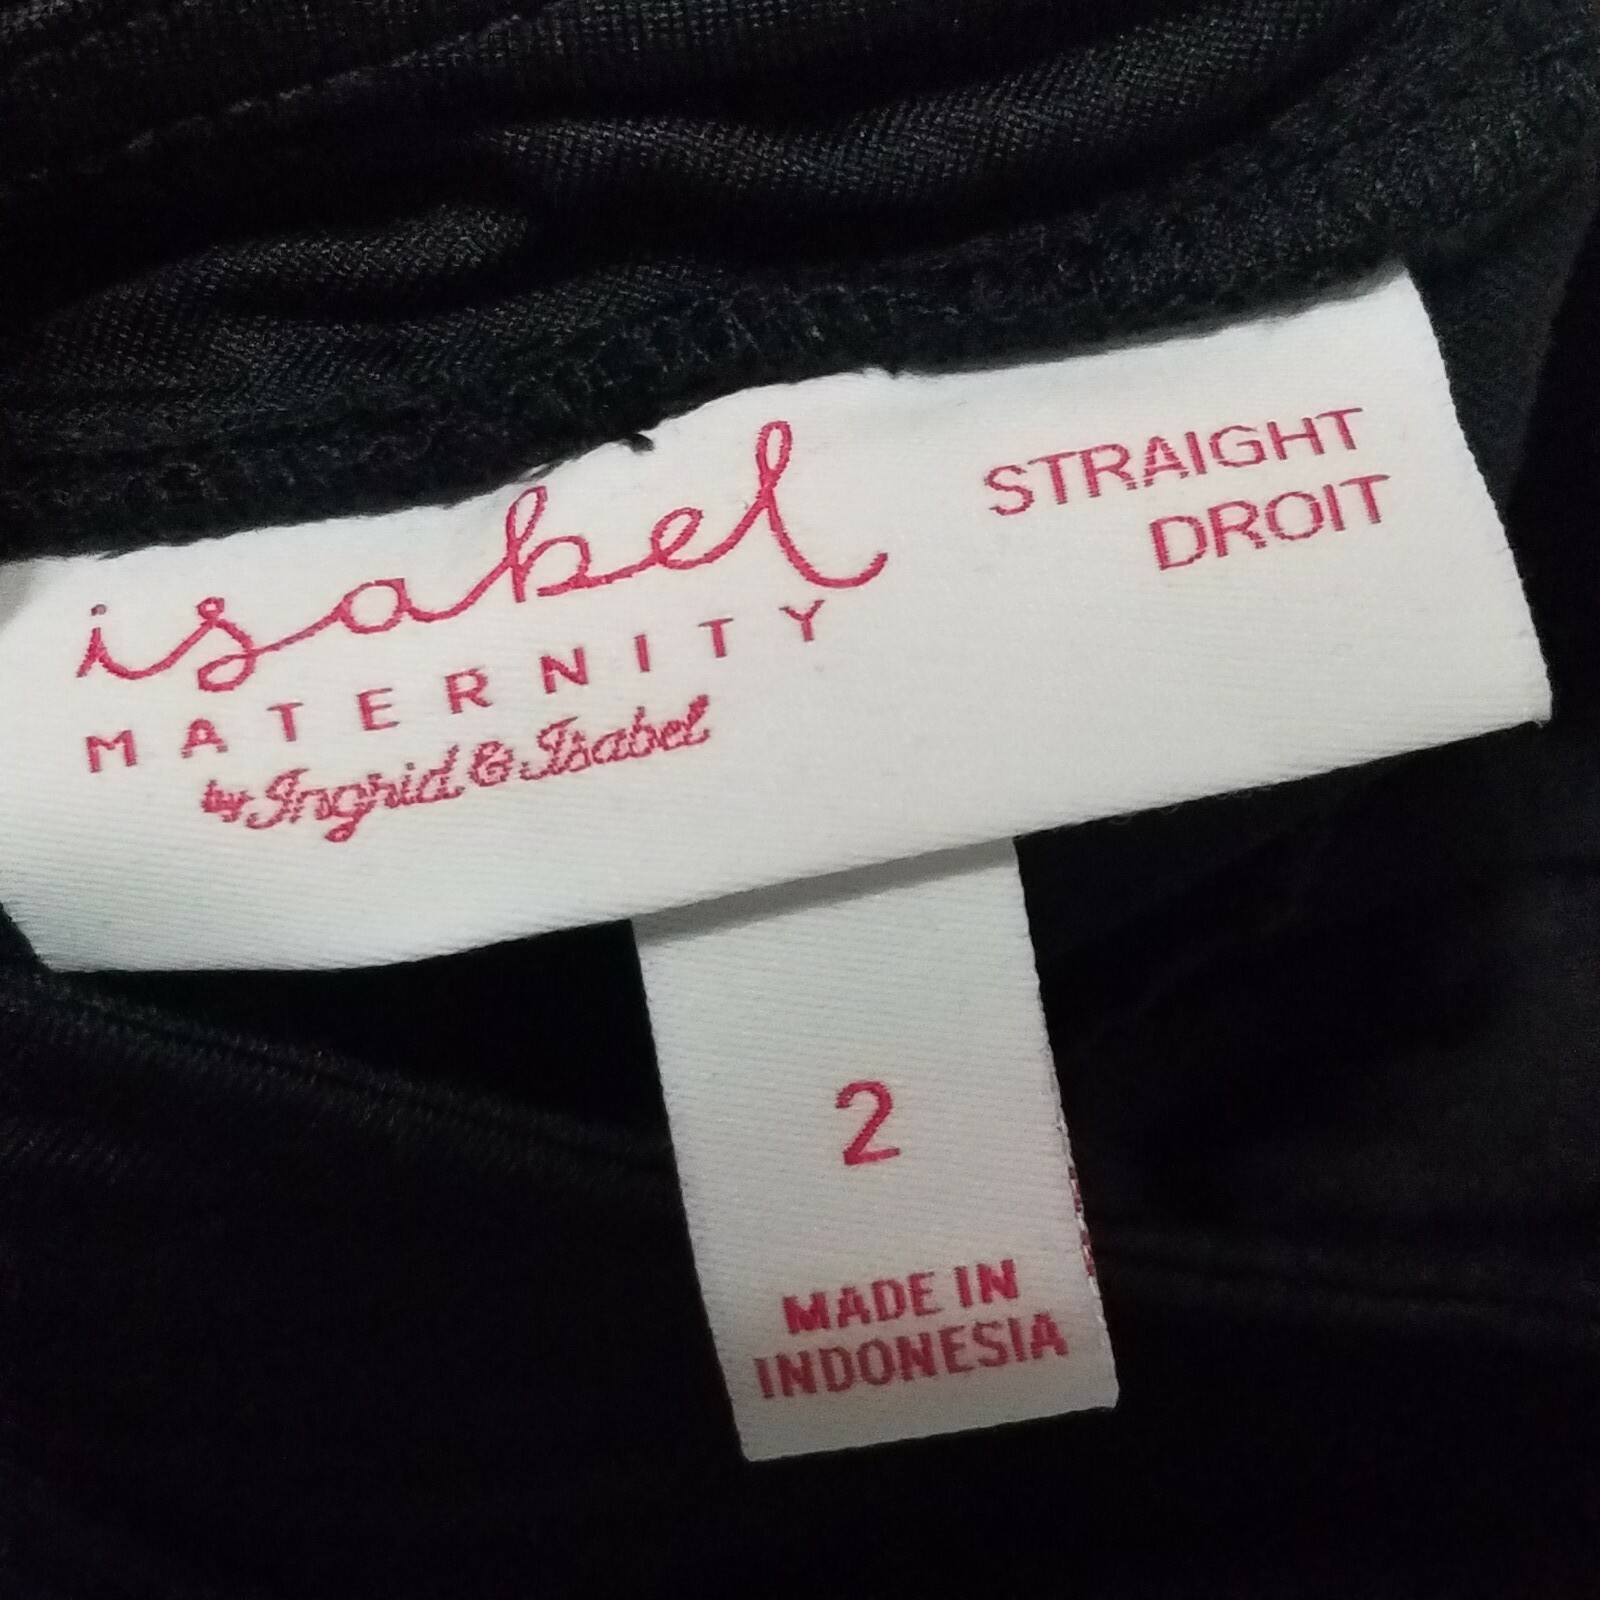 isabel
MATERNITY
by Ingrid & Isabel
STRAIGHT
DROIT
2
MADE IN
INDONESIA